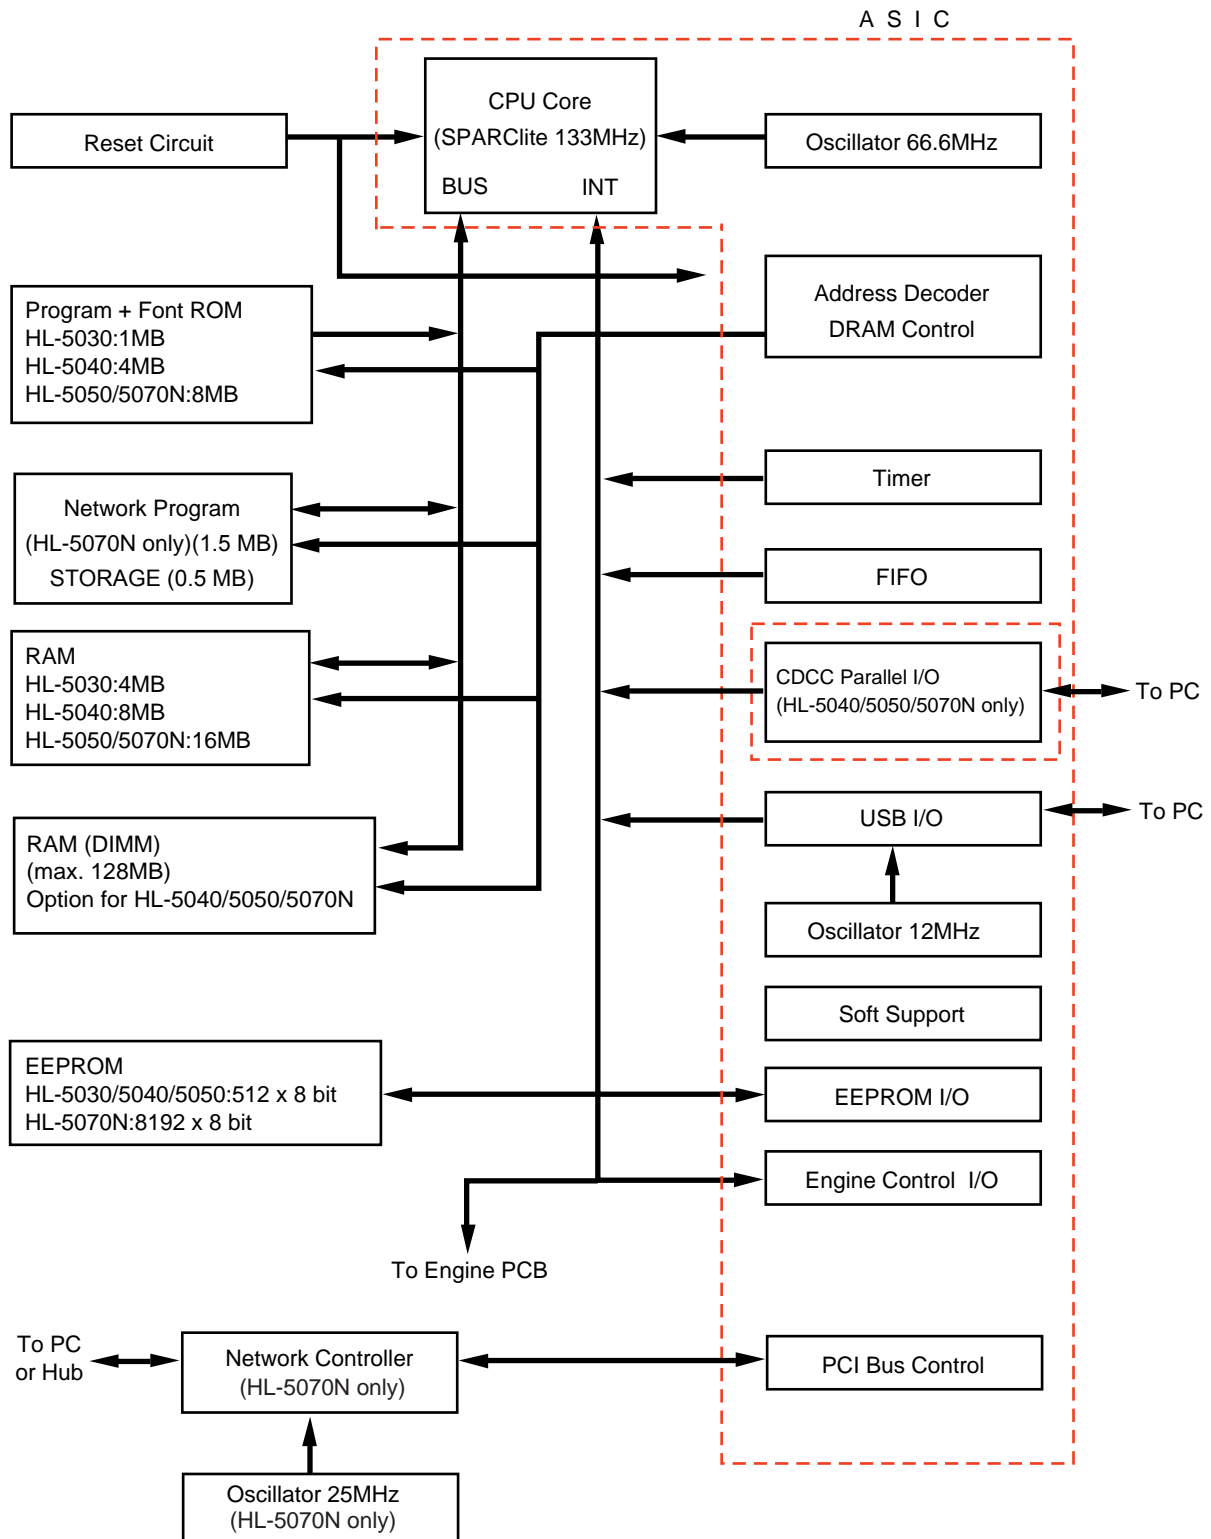 A S I C
CPU Core
(SPARClite 133MHz)
BUS INT
Reset Circuit
Oscillator 66.6MHz
Address Decoder
DRAM Control
Program + Font ROM
HL-5030:1MB
HL-5040:4MB
HL-5050/5070N:8MB
Timer
Network Program
(HL-5070N only)(1.5 MB)
STORAGE (0.5 MB)
FIFO
RAM
HL-5030:4MB
HL-5040:8MB
HL-5050/5070N:16MB
CDCC Parallel I/O
(HL-5040/5050/5070N only)
To PC
USB I/O
To PC
RAM (DIMM)
(max. 128MB)
Option for HL-5040/5050/5070N
Oscillator 12MHz
Soft Support
EEPROM
HL-5030/5040/5050:512 x 8 bit
HL-5070N:8192 x 8 bit
EEPROM I/O
Engine Control I/O
To Engine PCB
To PC
or Hub
Network Controller
(HL-5070N only)
PCI Bus Control
Oscillator 25MHz
(HL-5070N only)